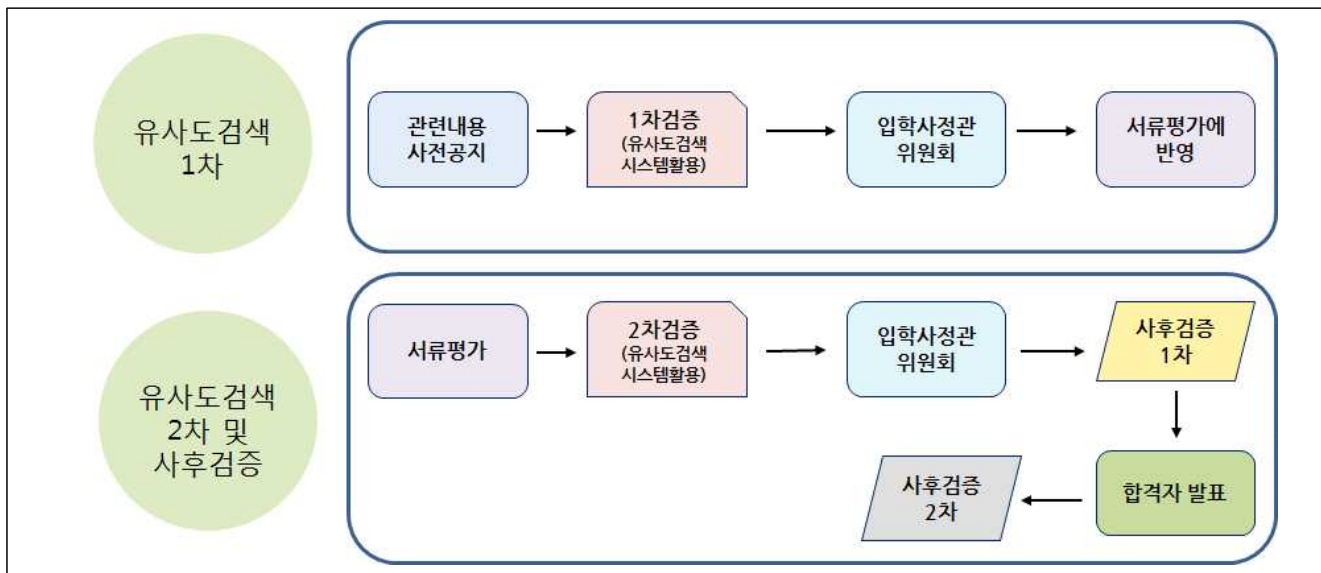 유사도검색
1차
관련내용
사전공지
1차검증
(유사도검색
시스템활용)
입학사정관
위원회
서류평가에
반영
유사도검색
2차 및
사후검증
서류평가
2차검증
(유사도검색
시스템활용)
입학사정관
위원회
사후검증
1차
합격자 발표
사후검증
2차